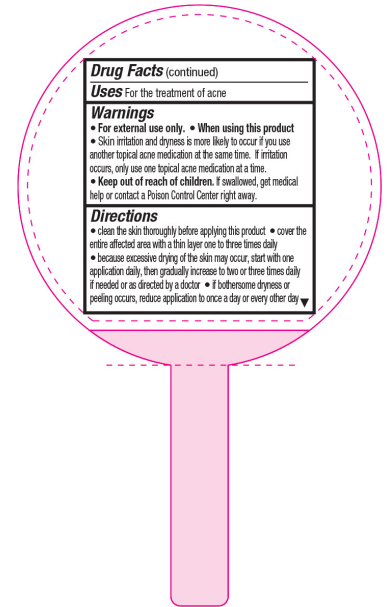 Drug Facts (continued)
Uses For the treatment of acne
Warnings
• For external use only. • When using this product
• Skin irritation and dryness is more likely to occur if you use
another topical acne medication at the same time. If irritation
occurs, only use one topical acne medication at a time.
• Keep out of reach of children. If swallowed, get medical
help or contact a Poison Control Center right away.
Directions
• clean the skin thoroughly before applying this product • cover the
entire affected area with a thin layer one to three times daily
• because excessive drying of the skin may occur, start with one
application daily, then gradually increase to two or three times daily
if needed or as directed by a doctor • if bothersome dryness or
peeling occurs, reduce application to once a day or every other day ▼